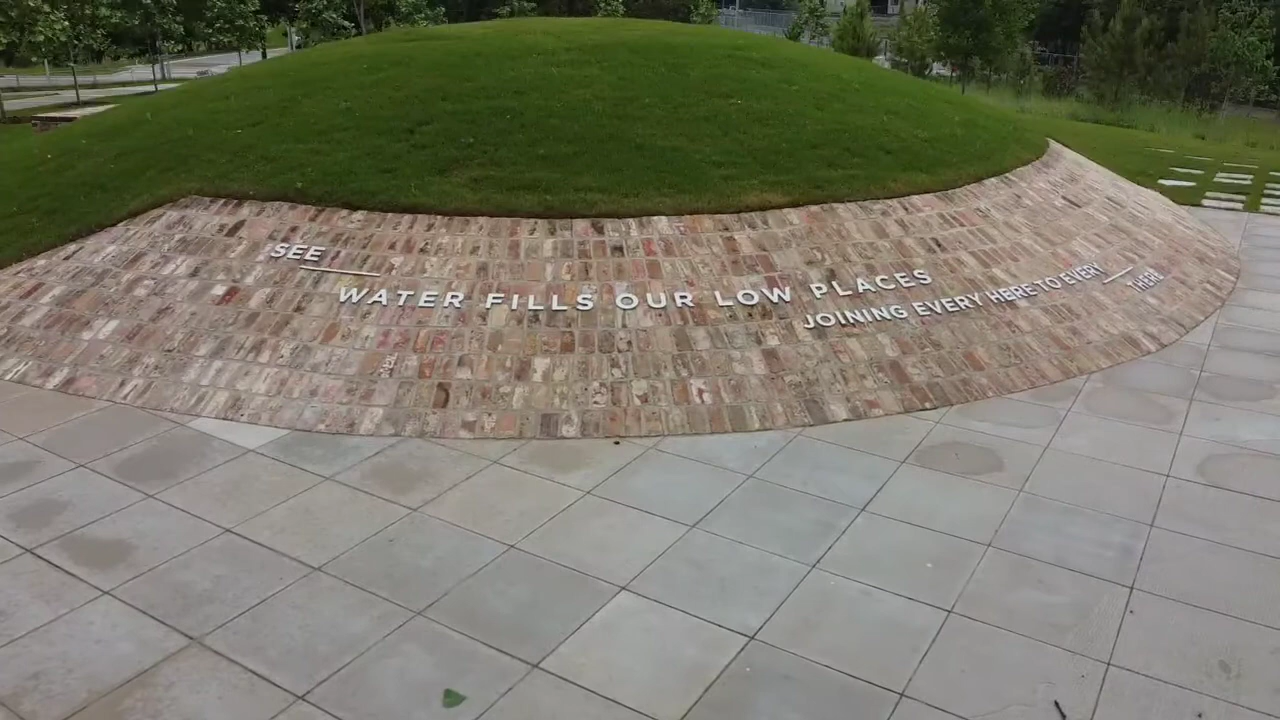 SEE
WATER FILLS OUR LOW PLACES
JOINING EVERY HERE TO EVERY
THERE